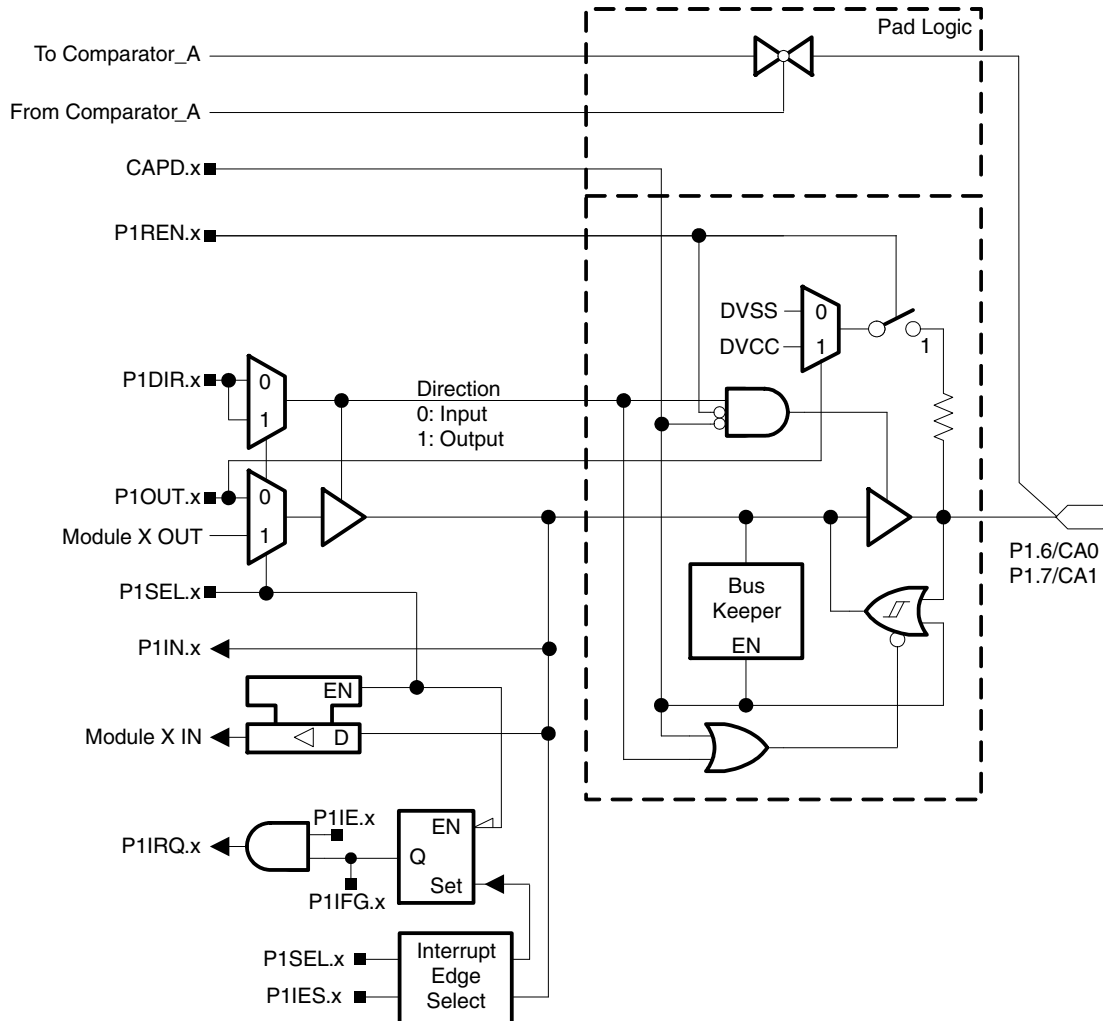 Pad Logic
To Comparator_A
From Comparator_A
CAPD.x
P1REN.x
DVSS
0
DVCC
1
1
P1DIR.x
0
1
Direction
0: Input
1: Output
P1OUT.x
0
Module X OUT
1
P1SEL.x
P1.6/CA0
P1.7/CA1
Bus
Keeper
EN
P1IN.x
EN
Module X IN
D
P1IE.x
P1IRQ.x
EN
Q
Set
P1IFG.x
P1SEL.x
P1IES.x
Interrupt
Edge
Select